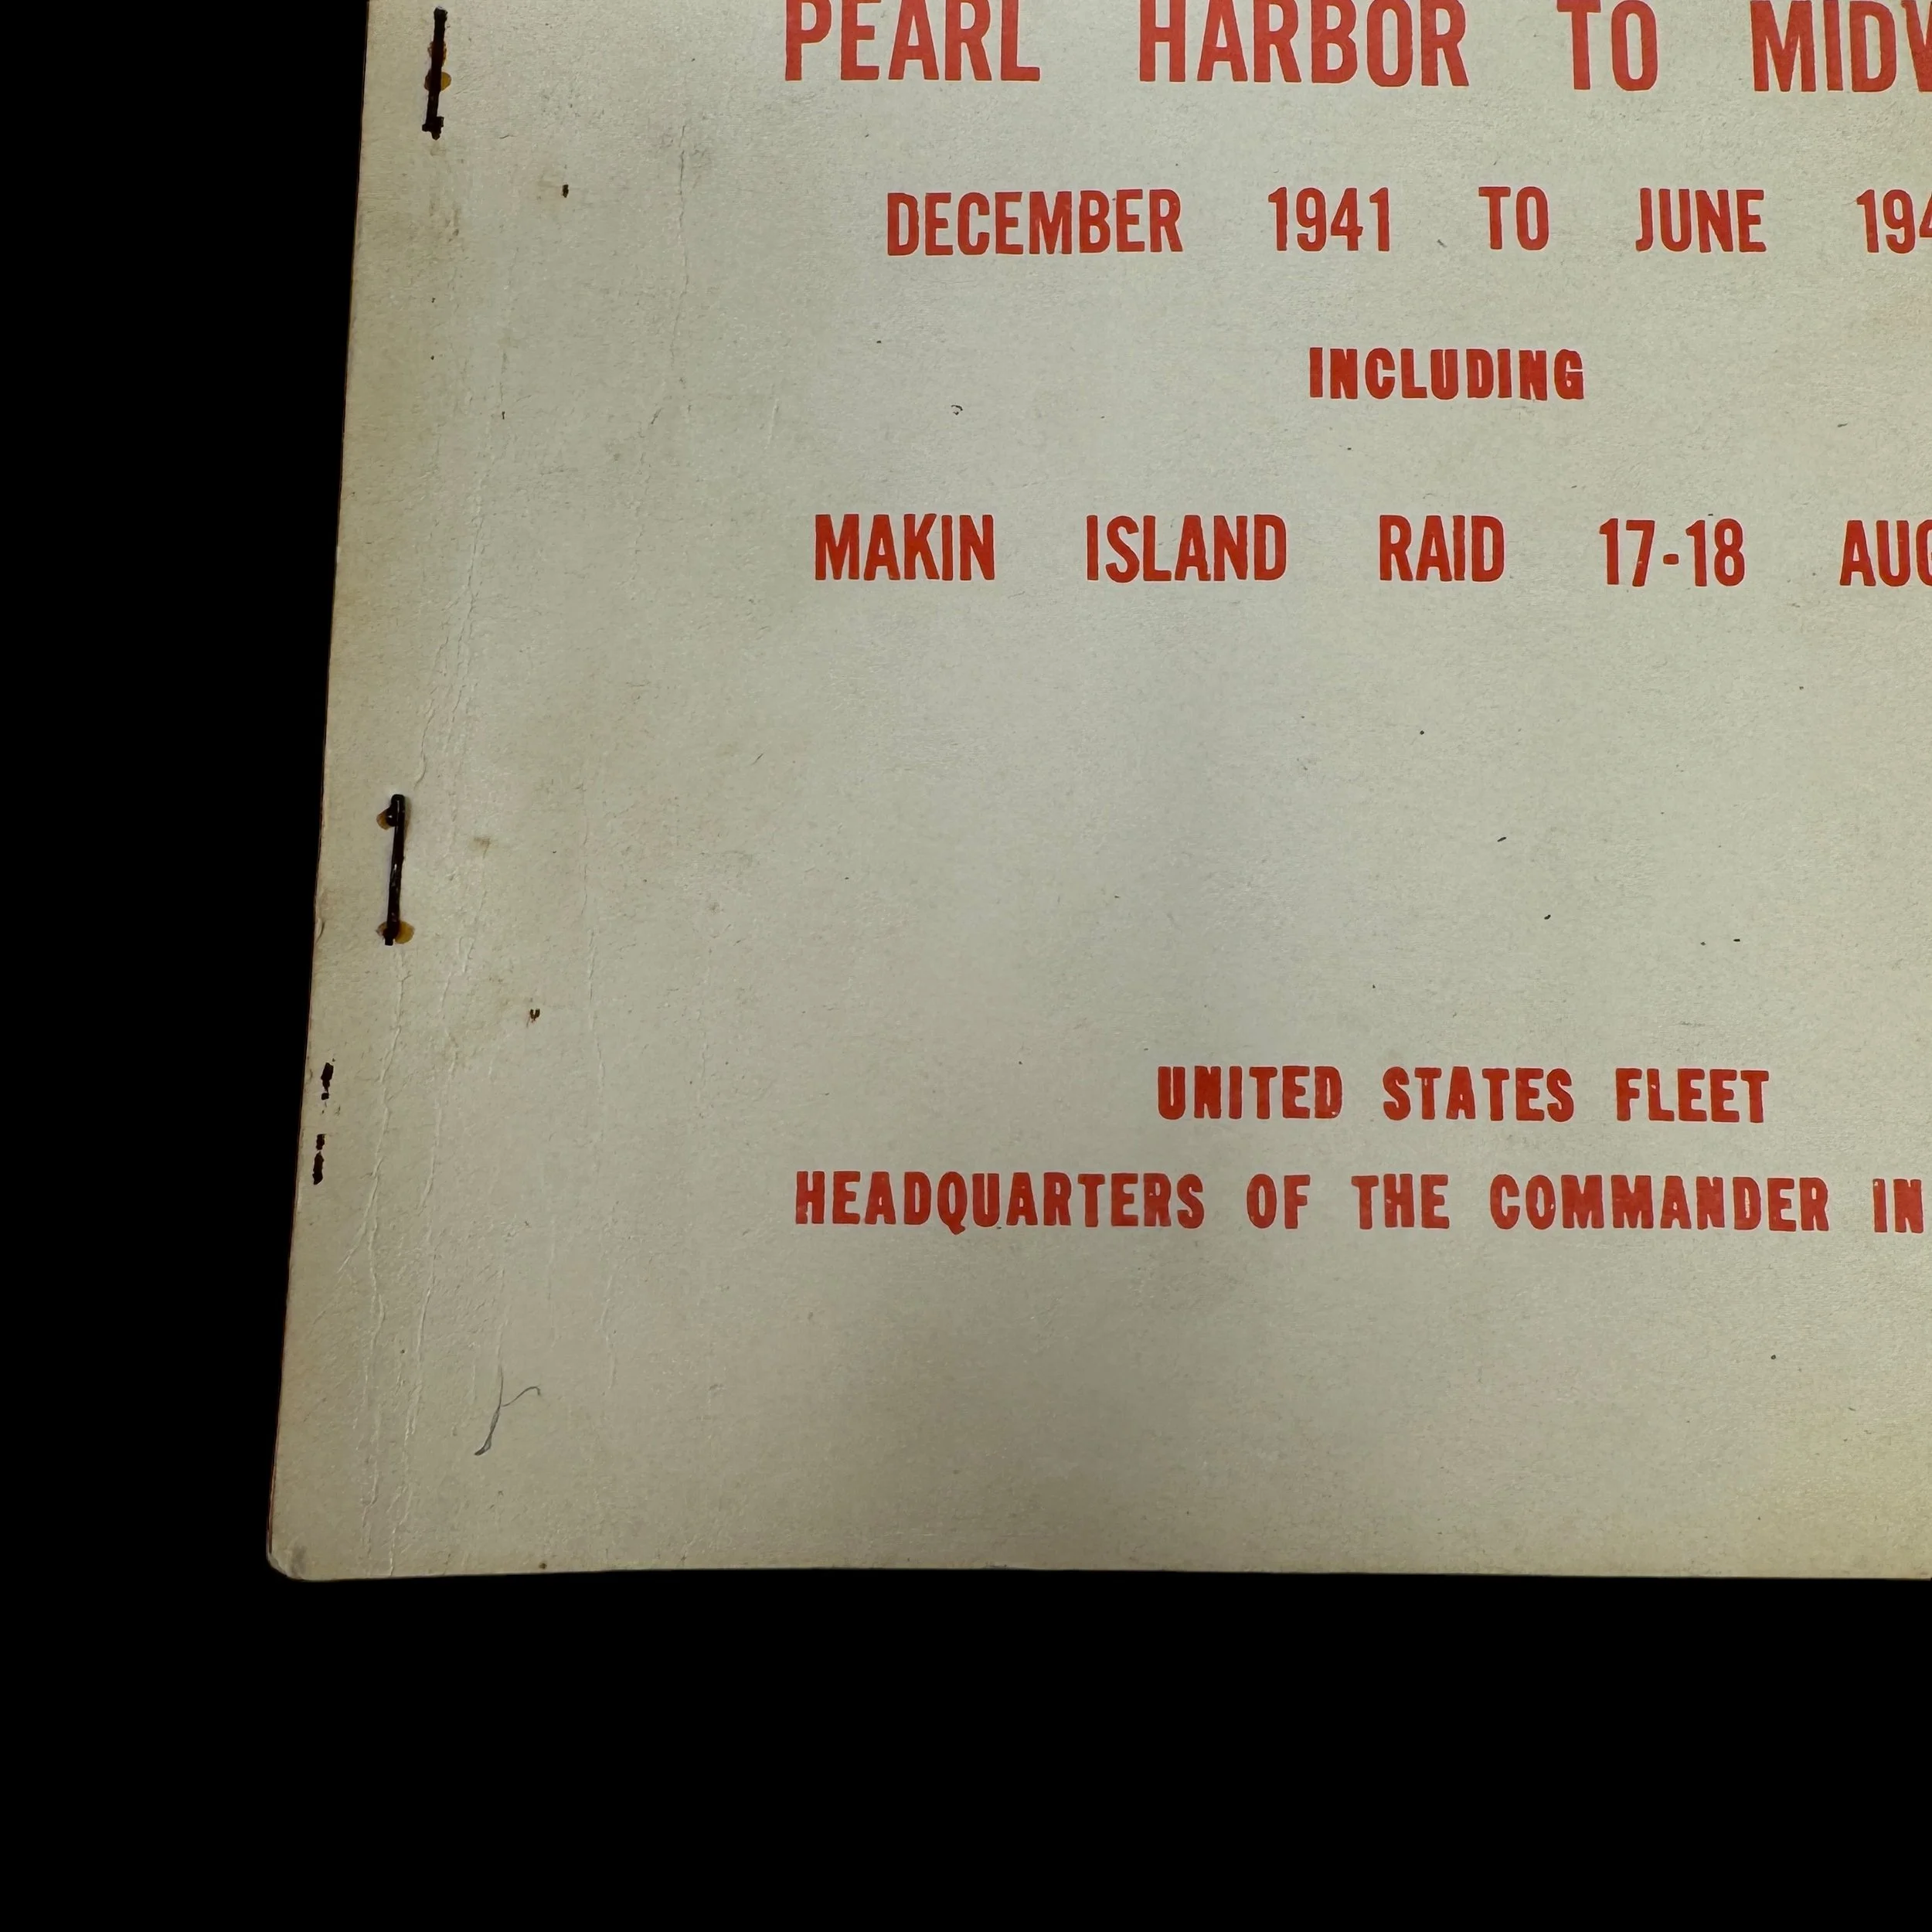 PEARL HARBOR TO MIDW
DECEMBER 1941 TO JUNE 194
INCLUDING
MAKIN ISLAND RAID 17-18 AUG
UNITED STATES FLEET
HEADQUARTERS OF THE COMMANDER IN